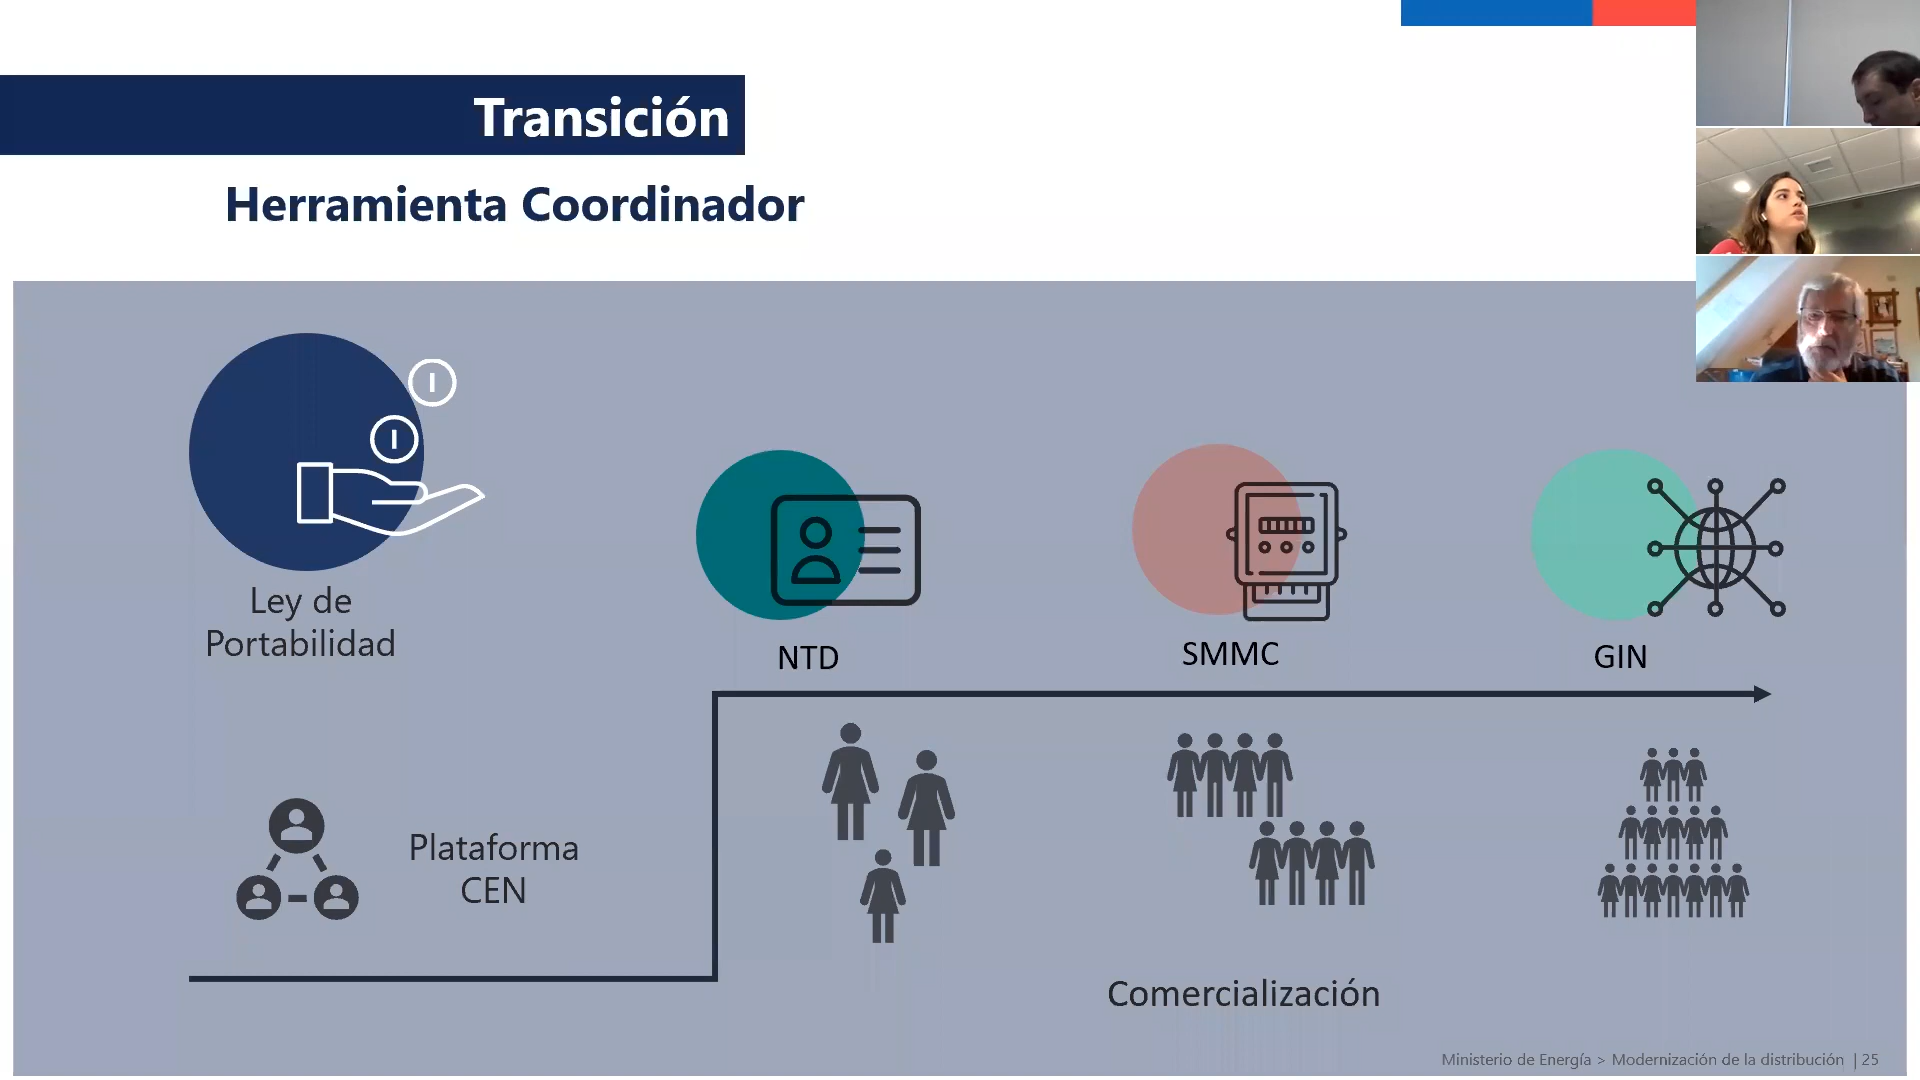 Transición
Herramienta Coordinador
Ley de
Portabilidad
NTD
SMMC
GIN
Plataforma
CEN
Comercialización
Ministerio de Energía > Modernización de la distribución | 25